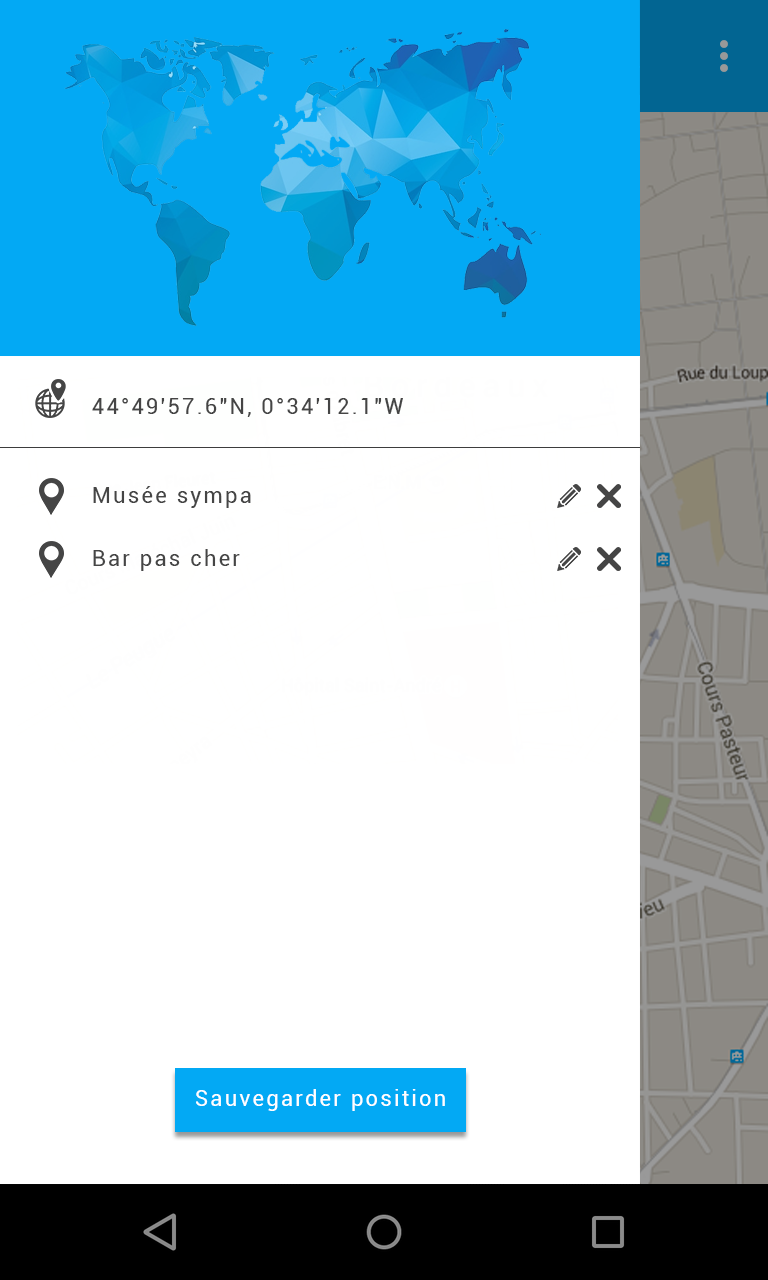 44°49'57.6"N, 0°34'12.1"W
Musée sympa
Bar pas cher
Sauvegarder position
Rue du Loup
Cours Pasteur
ieu